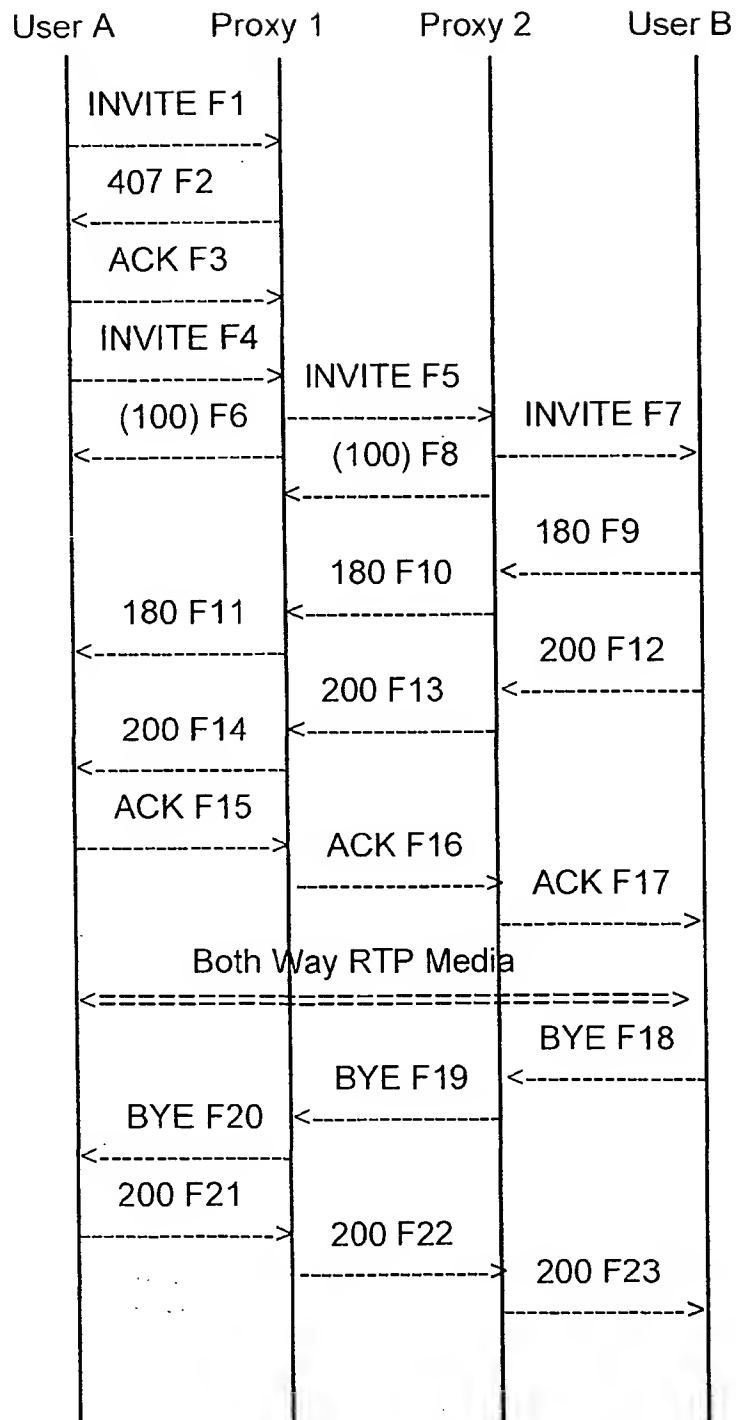 User A Proxy 1 Proxy 2 User B
INVITE F1
407 F2
ACK F3
INVITE F4
INVITE F5
(100) F6
INVITE F7
(100) F8
180 F9
180 F10
180 F11
200 F12
200 F13
200 F14
ACK F15
ACK F16
ACK F17
Both Way RTP Media
BYE F18
BYE F19
BYE F20
200 F21
200 F22
200 F23